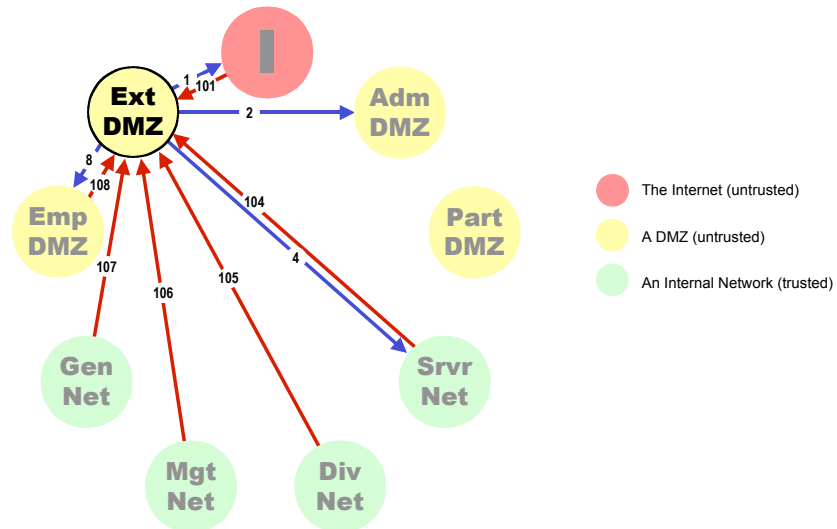 I
1
101
Ext
DMZ
2
Adm
DMZ
8
108
104
The Internet (untrusted)
Emp
DMZ
Part
DMZ
A DMZ (untrusted)
107
106
105
4
An Internal Network (trusted)
Gen
Net
Srvr
Net
Mgt
Net
Div
Net